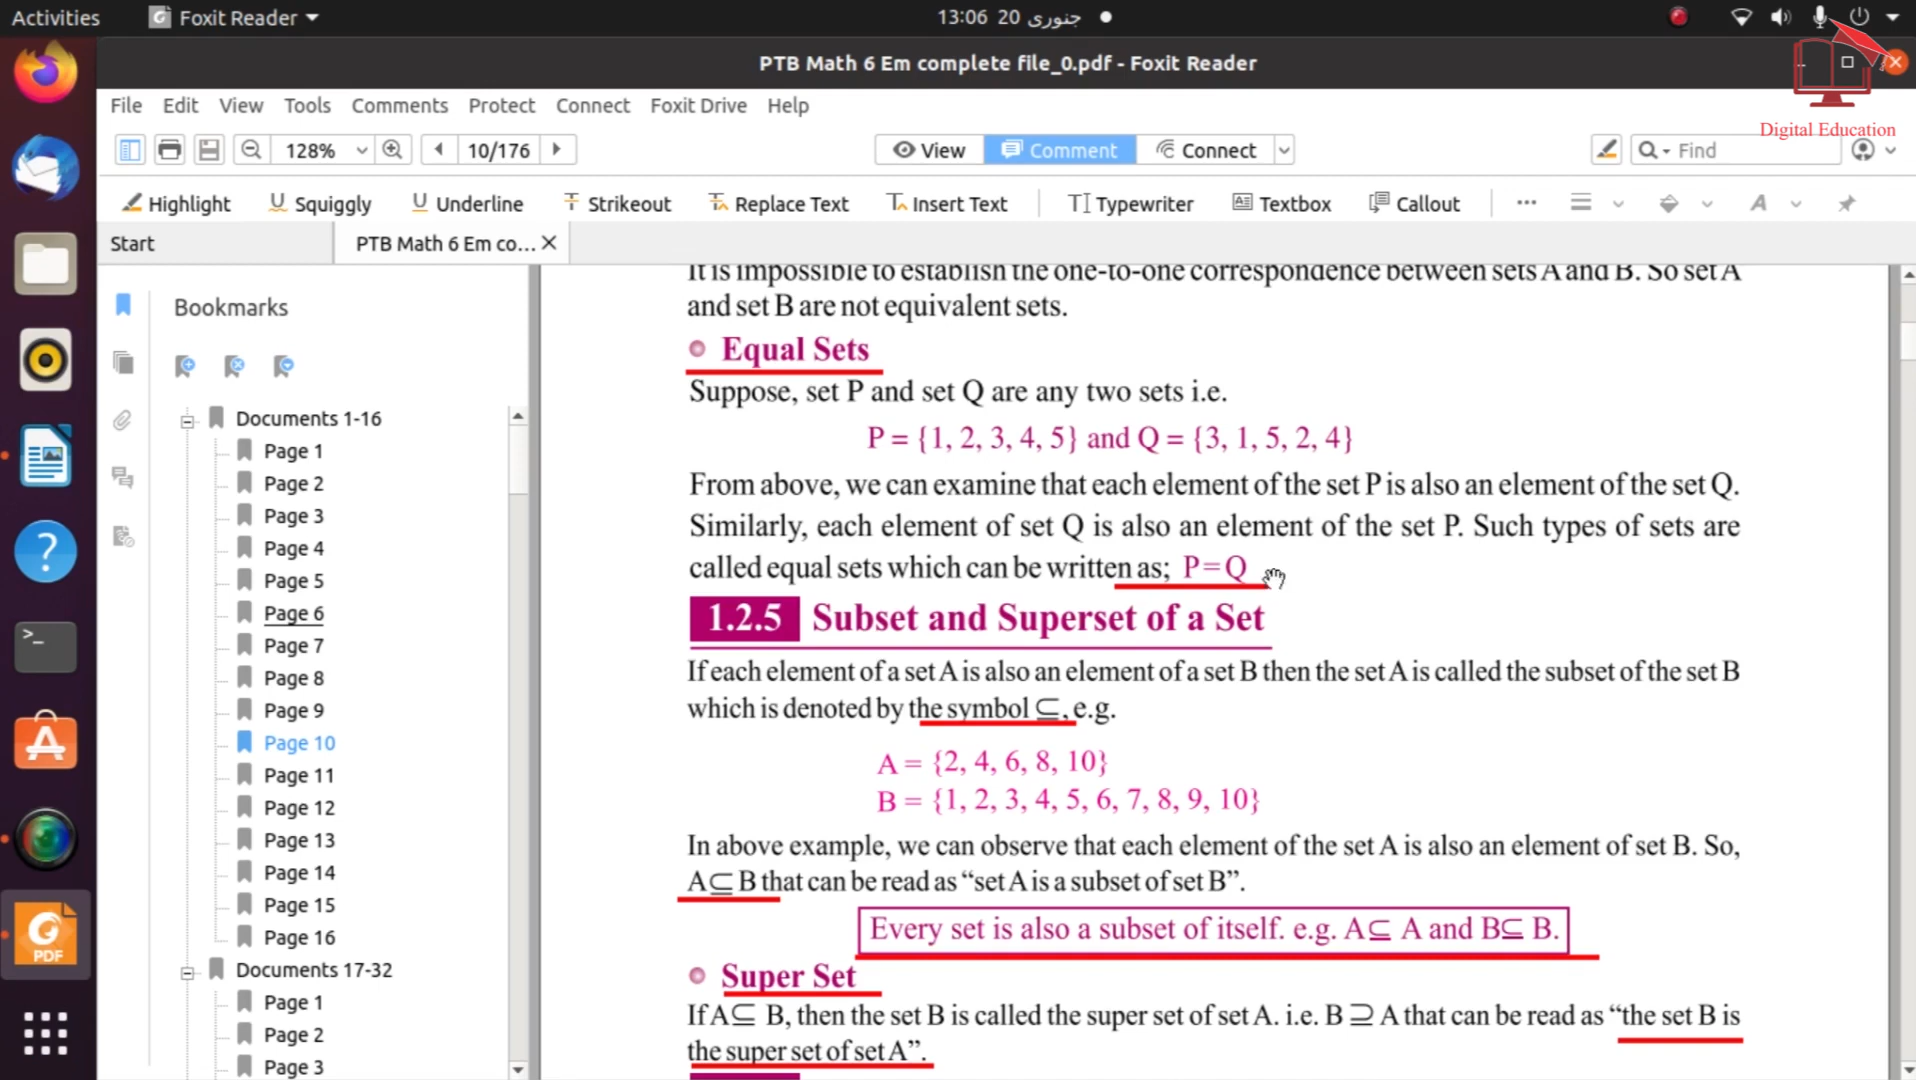 Activities Foxit Reader 13:06 20 جنوری
PTB Math 6 Em complete file_0.pdf - Foxit Reader
Digital Education
File Edit View Tools Comments Protect Connect Foxit Drive Help
128% 10/176 View Comment Connect Find
Highlight Squiggly Underline Strikeout Replace Text Insert Text Typewriter Textbox Callout
Start PTB Math 6 Em co...
Bookmarks
Documents 1-16
Page 1
Page 2
Page 3
Page 4
Page 5
Page 6
Page 7
Page 8
Page 9
Page 10
Page 11
Page 12
Page 13
Page 14
Page 15
Page 16
Documents 17-32
Page 1
Page 2
Page 3
It is impossible to establish the one-to-one correspondence between sets A and B. So set A
and set B are not equivalent sets.
Equal Sets
Suppose, set P and set Q are any two sets i.e.
P = {1, 2, 3, 4, 5} and Q = {3, 1, 5, 2, 4}
From above, we can examine that each element of the set P is also an element of the set Q.
Similarly, each element of set Q is also an element of the set P. Such types of sets are
called equal sets which can be written as; P=Q
1.2.5 Subset and Superset of a Set
If each element of a set A is also an element of a set B then the set A is called the subset of the set B
which is denoted by the symbol ⊆, e.g.
A = {2, 4, 6, 8, 10}
B = {1, 2, 3, 4, 5, 6, 7, 8, 9, 10}
In above example, we can observe that each element of the set A is also an element of set B. So,
A⊆B that can be read as “set A is a subset of set B”.
Every set is also a subset of itself. e.g. A⊆ A and B⊆ B.
Super Set
If A⊆ B, then the set B is called the super set of set A. i.e. B ⊇ A that can be read as “the set B is
the super set of set A”.
PDF